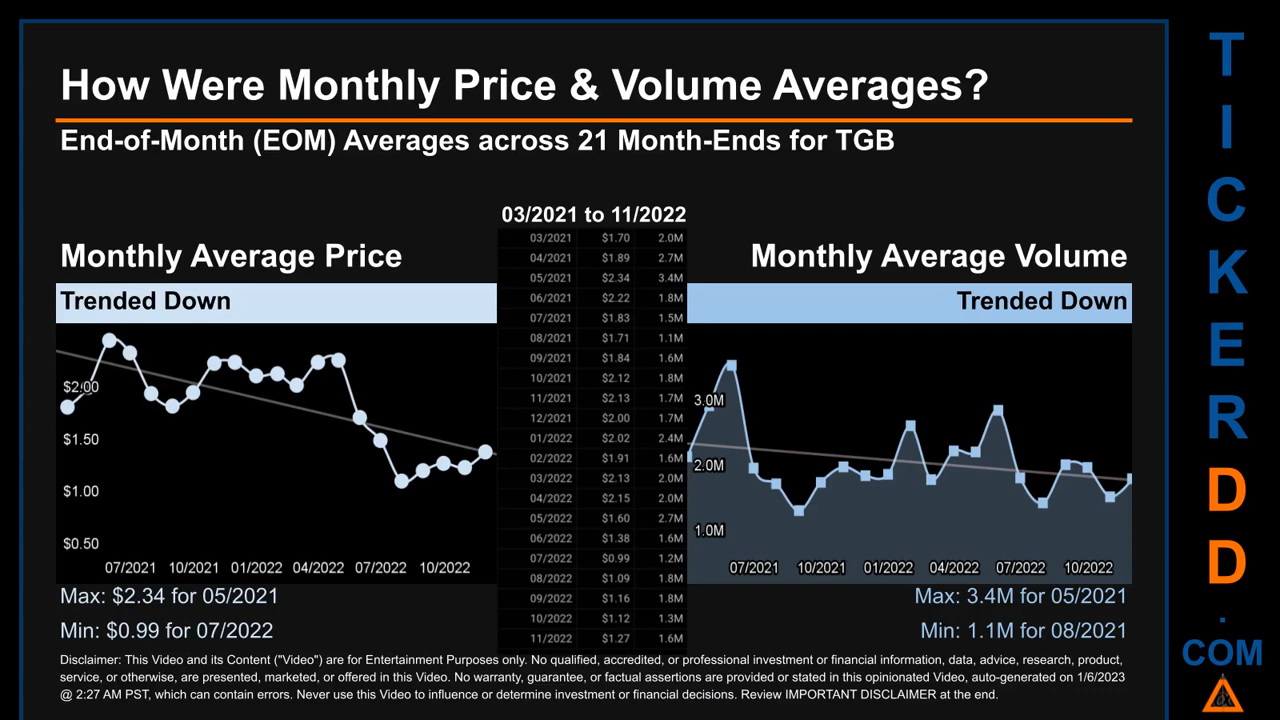 How Were Monthly Price & Volume Averages?
End-of-Month (EOM) Averages across 21 Month-Ends for TGB
03/2021 to 11/2022
Monthly Average Price
Trended Down
$2.00
$1.50
$1.00
$0.50
07/2021 10/2021 01/2022 04/2022 07/2022 10/2022
Max: $2.34 for 05/2021
Min: $0.99 for 07/2022
03/2021 $1.70 2.0M
04/2021 $1.89 2.7M
05/2021 $2.34 3.4M
06/2021 $2.22 1.8M
07/2021 $1.83 1.5M
08/2021 $1.71 1.1M
09/2021 $1.84 1.6M
10/2021 $2.12 1.8M
11/2021 $2.13 1.7M
12/2021 $2.00 1.7M
01/2022 $2.02 2.4M
02/2022 $1.91 1.6M
03/2022 $2.13 2.0M
04/2022 $2.15 2.0M
05/2022 $1.60 2.7M
06/2022 $1.38 1.6M
07/2022 $0.99 1.2M
08/2022 $1.09 1.8M
09/2022 $1.16 1.8M
10/2022 $1.12 1.3M
11/2022 $1.27 1.6M
Monthly Average Volume
Trended Down
3.0M
2.0M
1.0M
07/2021 10/2021 01/2022 04/2022 07/2022 10/2022
Max: 3.4M for 05/2021
Min: 1.1M for 08/2021
Disclaimer: This Video and its Content ("Video") are for Entertainment Purposes only. No qualified, accredited, or professional investment or financial information, data, advice, research, product,
service, or otherwise, are presented, marketed, or offered in this Video. No warranty, guarantee, or factual assertions are provided or stated in this opinionated Video, auto-generated on 1/6/2023
@ 2:27 AM PST, which can contain errors. Never use this Video to influence or determine investment or financial decisions. Review IMPORTANT DISCLAIMER at the end.
T
I
C
K
E
R
D
D
.
COM